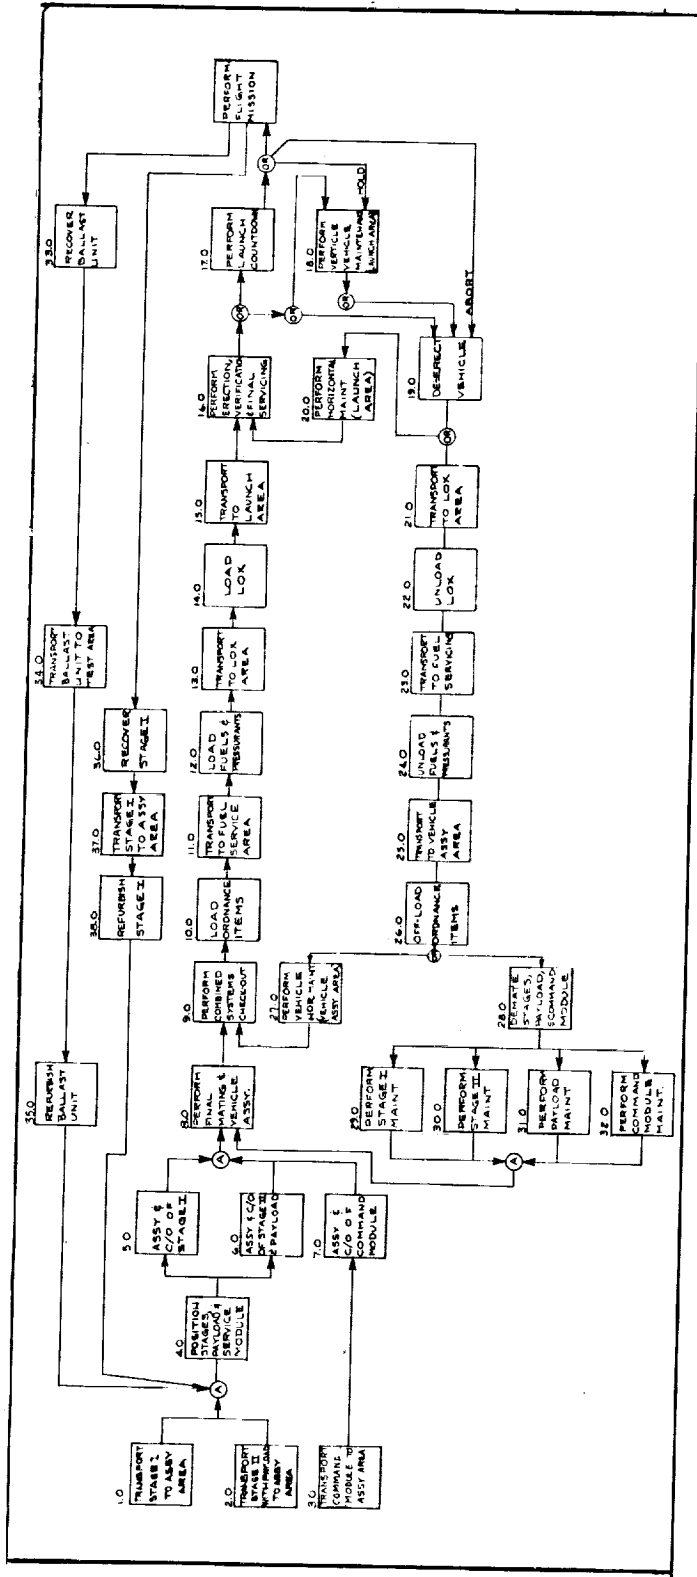 1.0
TRANSPORT
STAGE I
TO ASSY
AREA
2.0
TRANSPORT
STAGE II
WITH PAYLOAD
TO ASSY
AREA
3.0
TRANSPORT
COMMAND
MODULE TO
ASSY AREA
A
4.0
POSITION
STAGES,
PAYLOAD &
SERVICE
MODULE
5.0
ASSY &
C/O OF
STAGE I
6.0
ASSY & C/O
OF STAGE II
& PAYLOAD
7.0
ASSY &
C/O OF
COMMAND
MODULE
A
8.0
PERFORM
FINAL
MATING &
VEHICLE
ASSY.
9.0
PERFORM
COMBINED
SYSTEMS
CHECK-OUT
10.0
LOAD
ORDNANCE
ITEMS
11.0
TRANSPORT
TO FUEL
SERVICE
AREA
12.0
LOAD
FUELS &
PRESSURANTS
13.0
TRANSPORT
TO LOX
AREA
14.0
LOAD
LOX
15.0
TRANSPORT
TO
LAUNCH
AREA
16.0
PERFORM
ERECTION,
VERIFICATION
& FINAL
SERVICING
OR
17.0
PERFORM
LAUNCH
COUNTDOWN
OR
PERFORM
FLIGHT
MISSION
OR
18.0
PERFORM
VERTICLE
VEHICLE
MAINTENANCE
LAUNCH AREA
HOLD
OR
ABORT
19.0
DE-ERECT
VEHICLE
OR
20.0
PERFORM
HORIZONTAL
MAINT
(LAUNCH
AREA)
21.0
TRANSPORT
TO LOX
AREA
22.0
UNLOAD
LOX
23.0
TRANSPORT
TO FUEL
SERVICING
24.0
UNLOAD
FUELS &
PRESSURANTS
25.0
TRANSPORT
TO VEHICLE
ASSY
AREA
26.0
OFF-LOAD
ORDNANCE
ITEMS
OR
27.0
PERFORM
VEHICLE
HOR. MAINT
(VEHICLE
ASSY AREA)
28.0
DEMATE
STAGES,
PAYLOAD,
& COMMAND
MODULE
29.0
PERFORM
STAGE I
MAINT
30.0
PERFORM
STAGE II
MAINT
31.0
PERFORM
PAYLOAD
MAINT
32.0
PERFORM
COMMAND
MODULE
MAINT.
A
33.0
RECOVER
BALLAST
UNIT
34.0
TRANSPORT
BALLAST
UNIT TO
TEST AREA
35.0
REFURBISH
BALLAST
UNIT
36.0
RECOVER
STAGE I
37.0
TRANSPORT
STAGE I
TO ASSY
AREA
38.0
REFURBISH
STAGE I